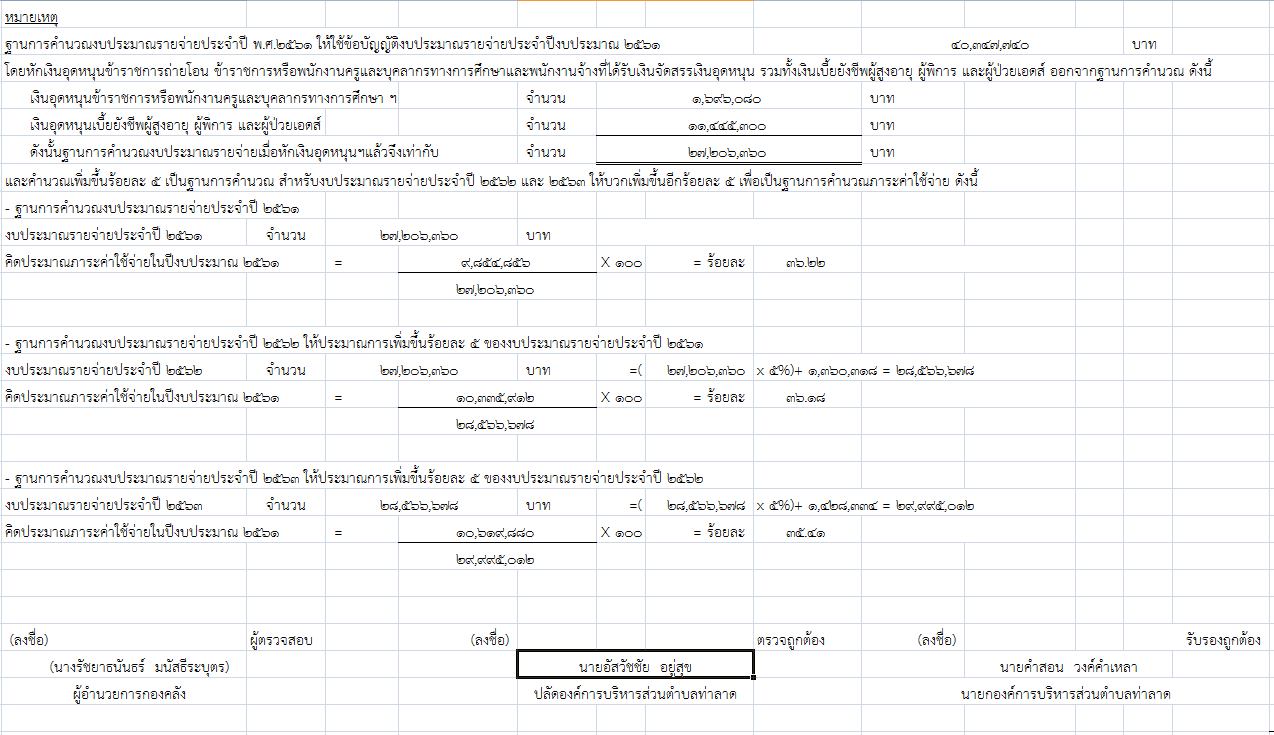 หมายเหตุ
ฐานการคำนวณงบประมาณรายจ่ายประจำปี พ.ศ.๒๕๖๑ ให้ใช้ข้อบัญญัติงบประมาณรายจ่ายประจำปีงบประมาณ ๒๕๖๑ ๔๐,๓๔๗,๗๔๐ บาท
โดยหักเงินอุดหนุนข้าราชการถ่ายโอน ข้าราชการหรือพนักงานครูและบุคลากรทางการศึกษาและพนักงานจ้างที่ได้รับเงินจัดสรรเงินอุดหนุน รวมทั้งเงินเบี้ยยังชีพผู้สูงอายุ ผู้พิการ และผู้ป่วยเอดส์ ออกจากฐานการคำนวณ ดังนี้
เงินอุดหนุนข้าราชการหรือพนักงานครูและบุคลากรทางการศึกษา ฯ จำนวน ๑,๖๙๖,๐๘๐ บาท
เงินอุดหนุนเบี้ยยังชีพผู้สูงอายุ ผู้พิการ และผู้ป่วยเอดส์ จำนวน ๑๑,๔๔๕,๓๐๐ บาท
ดังนั้นฐานการคำนวณงบประมาณรายจ่ายเมื่อหักเงินอุดหนุนฯแล้วจึงเท่ากับ จำนวน ๒๗,๒๐๖,๓๖๐ บาท
และคำนวณเพิ่มขึ้นร้อยละ ๕ เป็นฐานการคำนวณ สำหรับงบประมาณรายจ่ายประจำปี ๒๕๖๒ และ ๒๕๖๓ ให้บวกเพิ่มขึ้นอีกร้อยละ ๕ เพื่อเป็นฐานการคำนวณภาระค่าใช้จ่าย ดังนี้
- ฐานการคำนวณงบประมาณรายจ่ายประจำปี ๒๕๖๑
งบประมาณรายจ่ายประจำปี ๒๕๖๑ จำนวน ๒๗,๒๐๖,๓๖๐ บาท
คิดประมาณภาระค่าใช้จ่ายในปีงบประมาณ ๒๕๖๑ = ๙,๘๕๔,๘๕๖ X ๑๐๐ = ร้อยละ ๓๖.๒๒
๒๗,๒๐๖,๓๖๐
- ฐานการคำนวณงบประมาณรายจ่ายประจำปี ๒๕๖๒ ให้ประมาณการเพิ่มขึ้นร้อยละ ๕ ของงบประมาณรายจ่ายประจำปี ๒๕๖๑
งบประมาณรายจ่ายประจำปี ๒๕๖๒ จำนวน ๒๗,๒๐๖,๓๖๐ บาท =( ๒๗,๒๐๖,๓๖๐ x ๕%)+ ๑,๓๖๐,๓๑๘ = ๒๘,๕๖๖,๖๗๘
คิดประมาณภาระค่าใช้จ่ายในปีงบประมาณ ๒๕๖๑ = ๑๐,๓๓๕,๙๑๒ X ๑๐๐ = ร้อยละ ๓๖.๑๘
๒๘,๕๖๖,๖๗๘
- ฐานการคำนวณงบประมาณรายจ่ายประจำปี ๒๕๖๓ ให้ประมาณการเพิ่มขึ้นร้อยละ ๕ ของงบประมาณรายจ่ายประจำปี ๒๕๖๒
งบประมาณรายจ่ายประจำปี ๒๕๖๓ จำนวน ๒๘,๕๖๖,๖๗๘ บาท =( ๒๘,๕๖๖,๖๗๘ x ๕%)+ ๑,๔๒๘,๓๓๔ = ๒๙,๙๙๕,๐๑๒
คิดประมาณภาระค่าใช้จ่ายในปีงบประมาณ ๒๕๖๑ = ๑๐,๖๑๙,๘๘๐ X ๑๐๐ = ร้อยละ ๓๕.๔๑
๒๙,๙๙๕,๐๑๒
(ลงชื่อ) ผู้ตรวจสอบ (ลงชื่อ) ตรวจถูกต้อง (ลงชื่อ) รับรองถูกต้อง
(นางรัชยาธนันธร์ มนัสธีระบุตร) นายอัสวัชชัย อยู่สุข นายคำสอน วงค์คำเหลา
ผู้อำนวยการกองคลัง ปลัดองค์การบริหารส่วนตำบลท่าลาด นายกองค์การบริหารส่วนตำบลท่าลาด